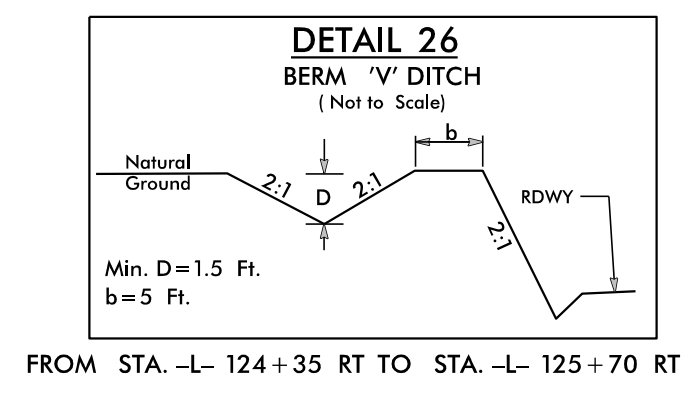 DETAIL 26
BERM 'V' DITCH
( Not to Scale)
b
Natural
Ground
2:1
D
2:1
RDWY
2:1
Min. D=1.5 Ft.
b=5 Ft.
FROM STA. -L- 124+35 RT TO STA. -L- 125+70 RT